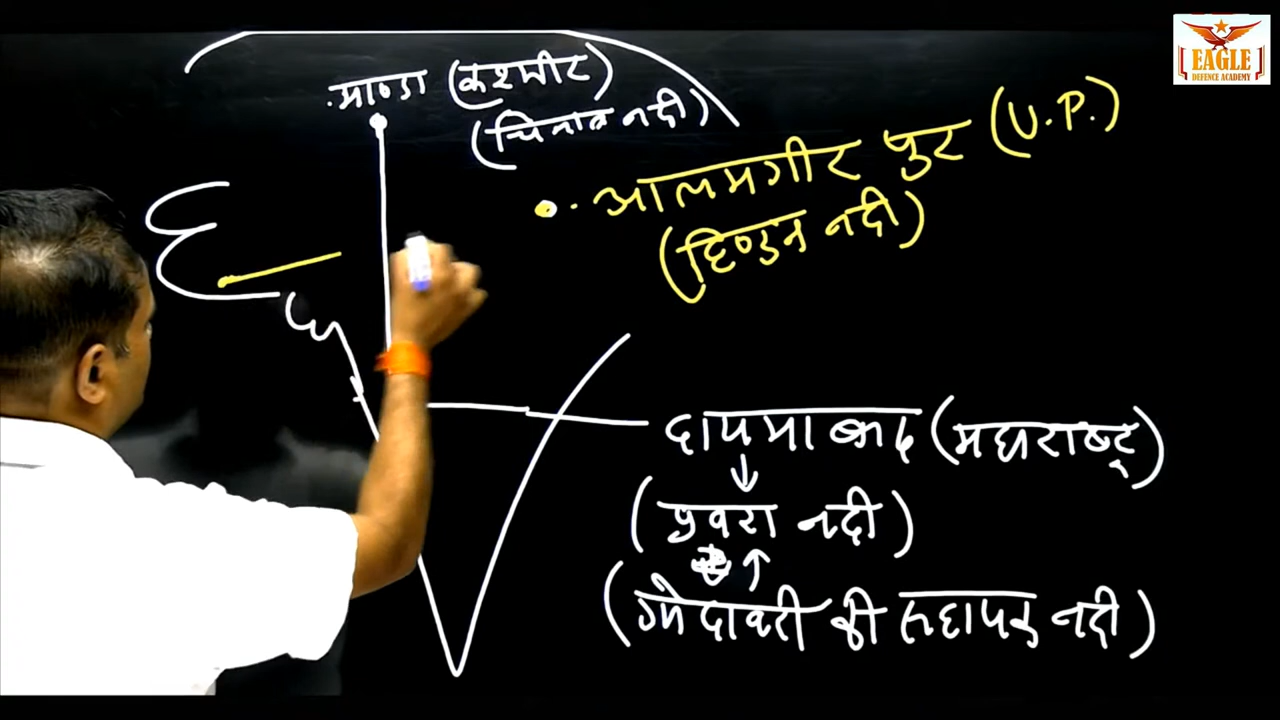 EAGLE
DEFENCE ACADEMY
माण्डा (कश्मीर)
(चिनाब नदी)
आलमगीर पुर (U.P.)
(हिण्डन नदी)
दायमाबाद (महाराष्ट्र)
(प्रवरा नदी)
(गोदावरी की सहायक नदी)